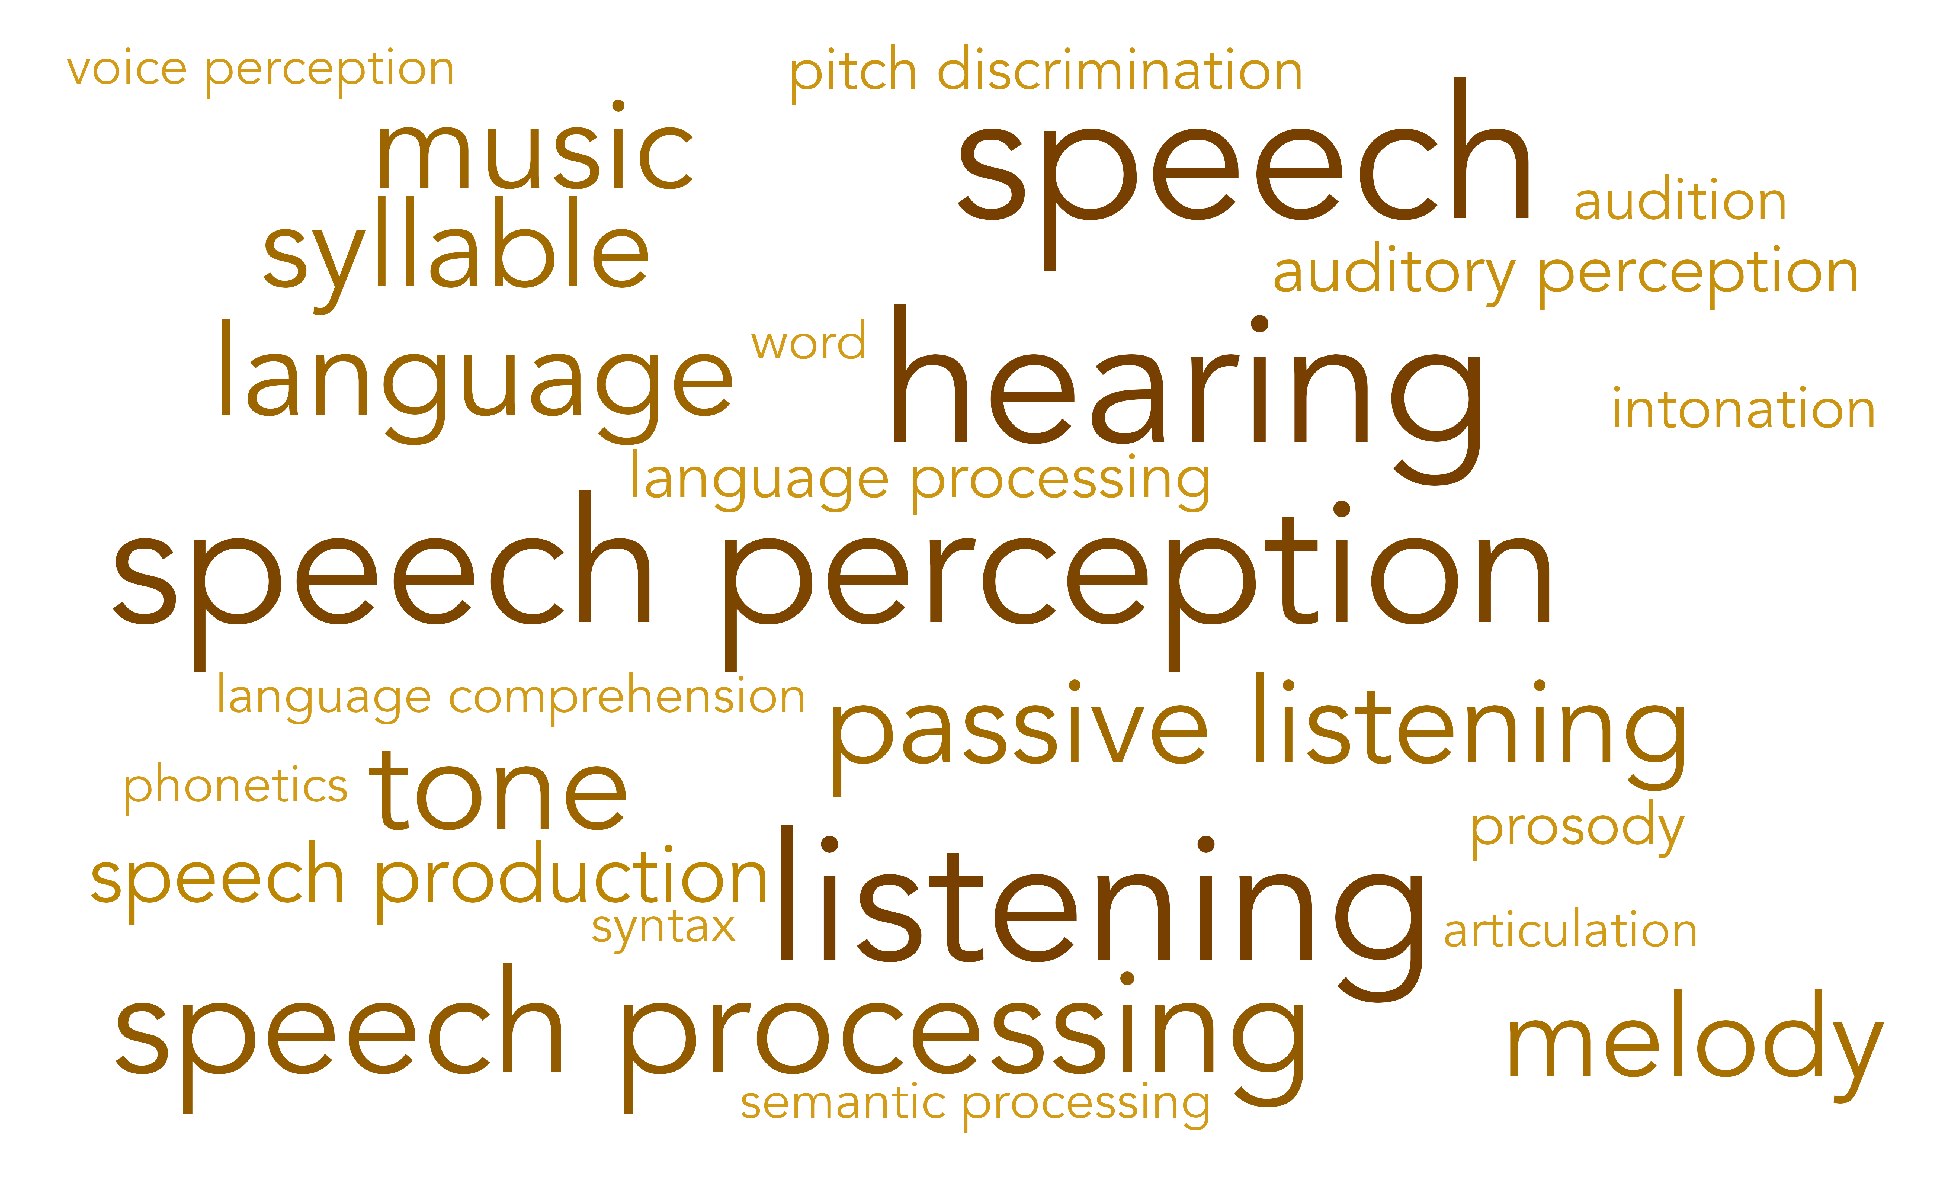 voice perception
pitch discrimination
music
speech
audition
syllable
auditory perception
language
word
hearing
intonation
language processing
speech perception
language comprehension
passive listening
phonetics
tone
prosody
speech production
listening
syntax
articulation
speech processing
melody
semantic processing